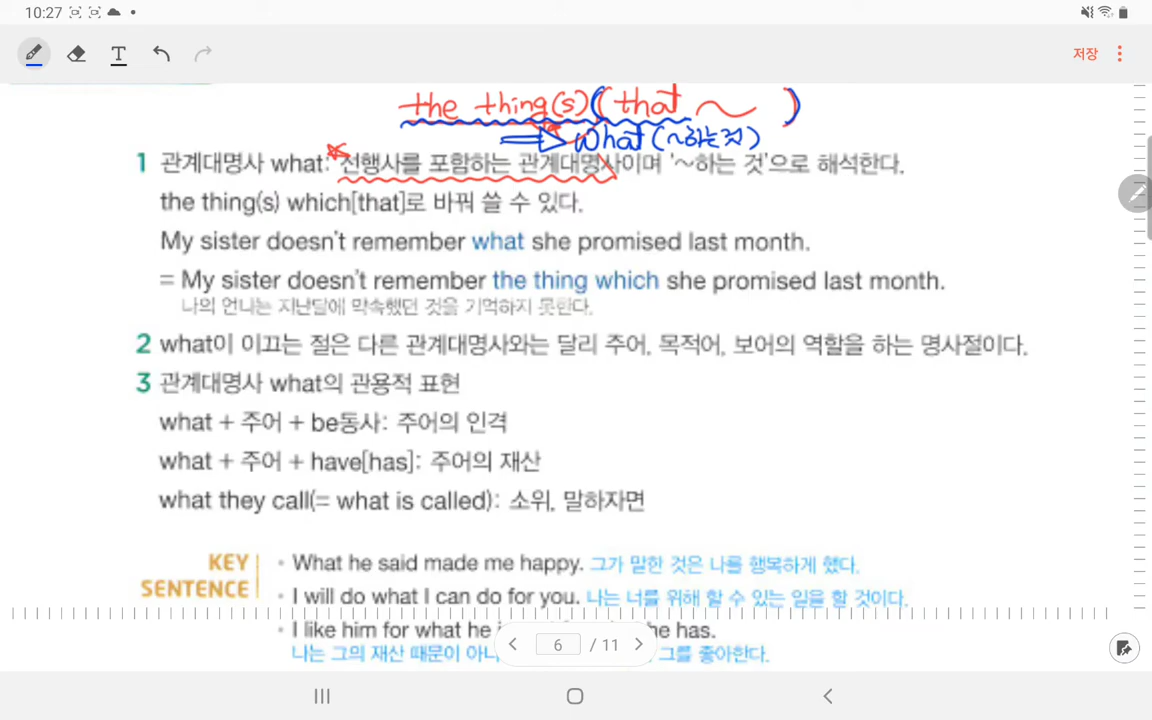 10:27
저장
the thing(s) (that ~ )
⇒ what (~하는 것)
1 관계대명사 what: 선행사를 포함하는 관계대명사이며 '~하는 것'으로 해석한다.
the thing(s) which[that]로 바꿔 쓸 수 있다.
My sister doesn't remember what she promised last month.
= My sister doesn't remember the thing which she promised last month.
나의 언니는 지난달에 약속했던 것을 기억하지 못한다.
2 what이 이끄는 절은 다른 관계대명사와는 달리 주어, 목적어, 보어의 역할을 하는 명사절이다.
3 관계대명사 what의 관용적 표현
what + 주어 + be동사: 주어의 인격
what + 주어 + have[has]: 주어의 재산
what they call(= what is called): 소위, 말하자면
KEY
SENTENCE
• What he said made me happy. 그가 말한 것은 나를 행복하게 했다.
• I will do what I can do for you. 나는 너를 위해 할 수 있는 일을 할 것이다.
• I like him for what he he has.
나는 그의 재산 때문이 그를 좋아한다.
6 / 11